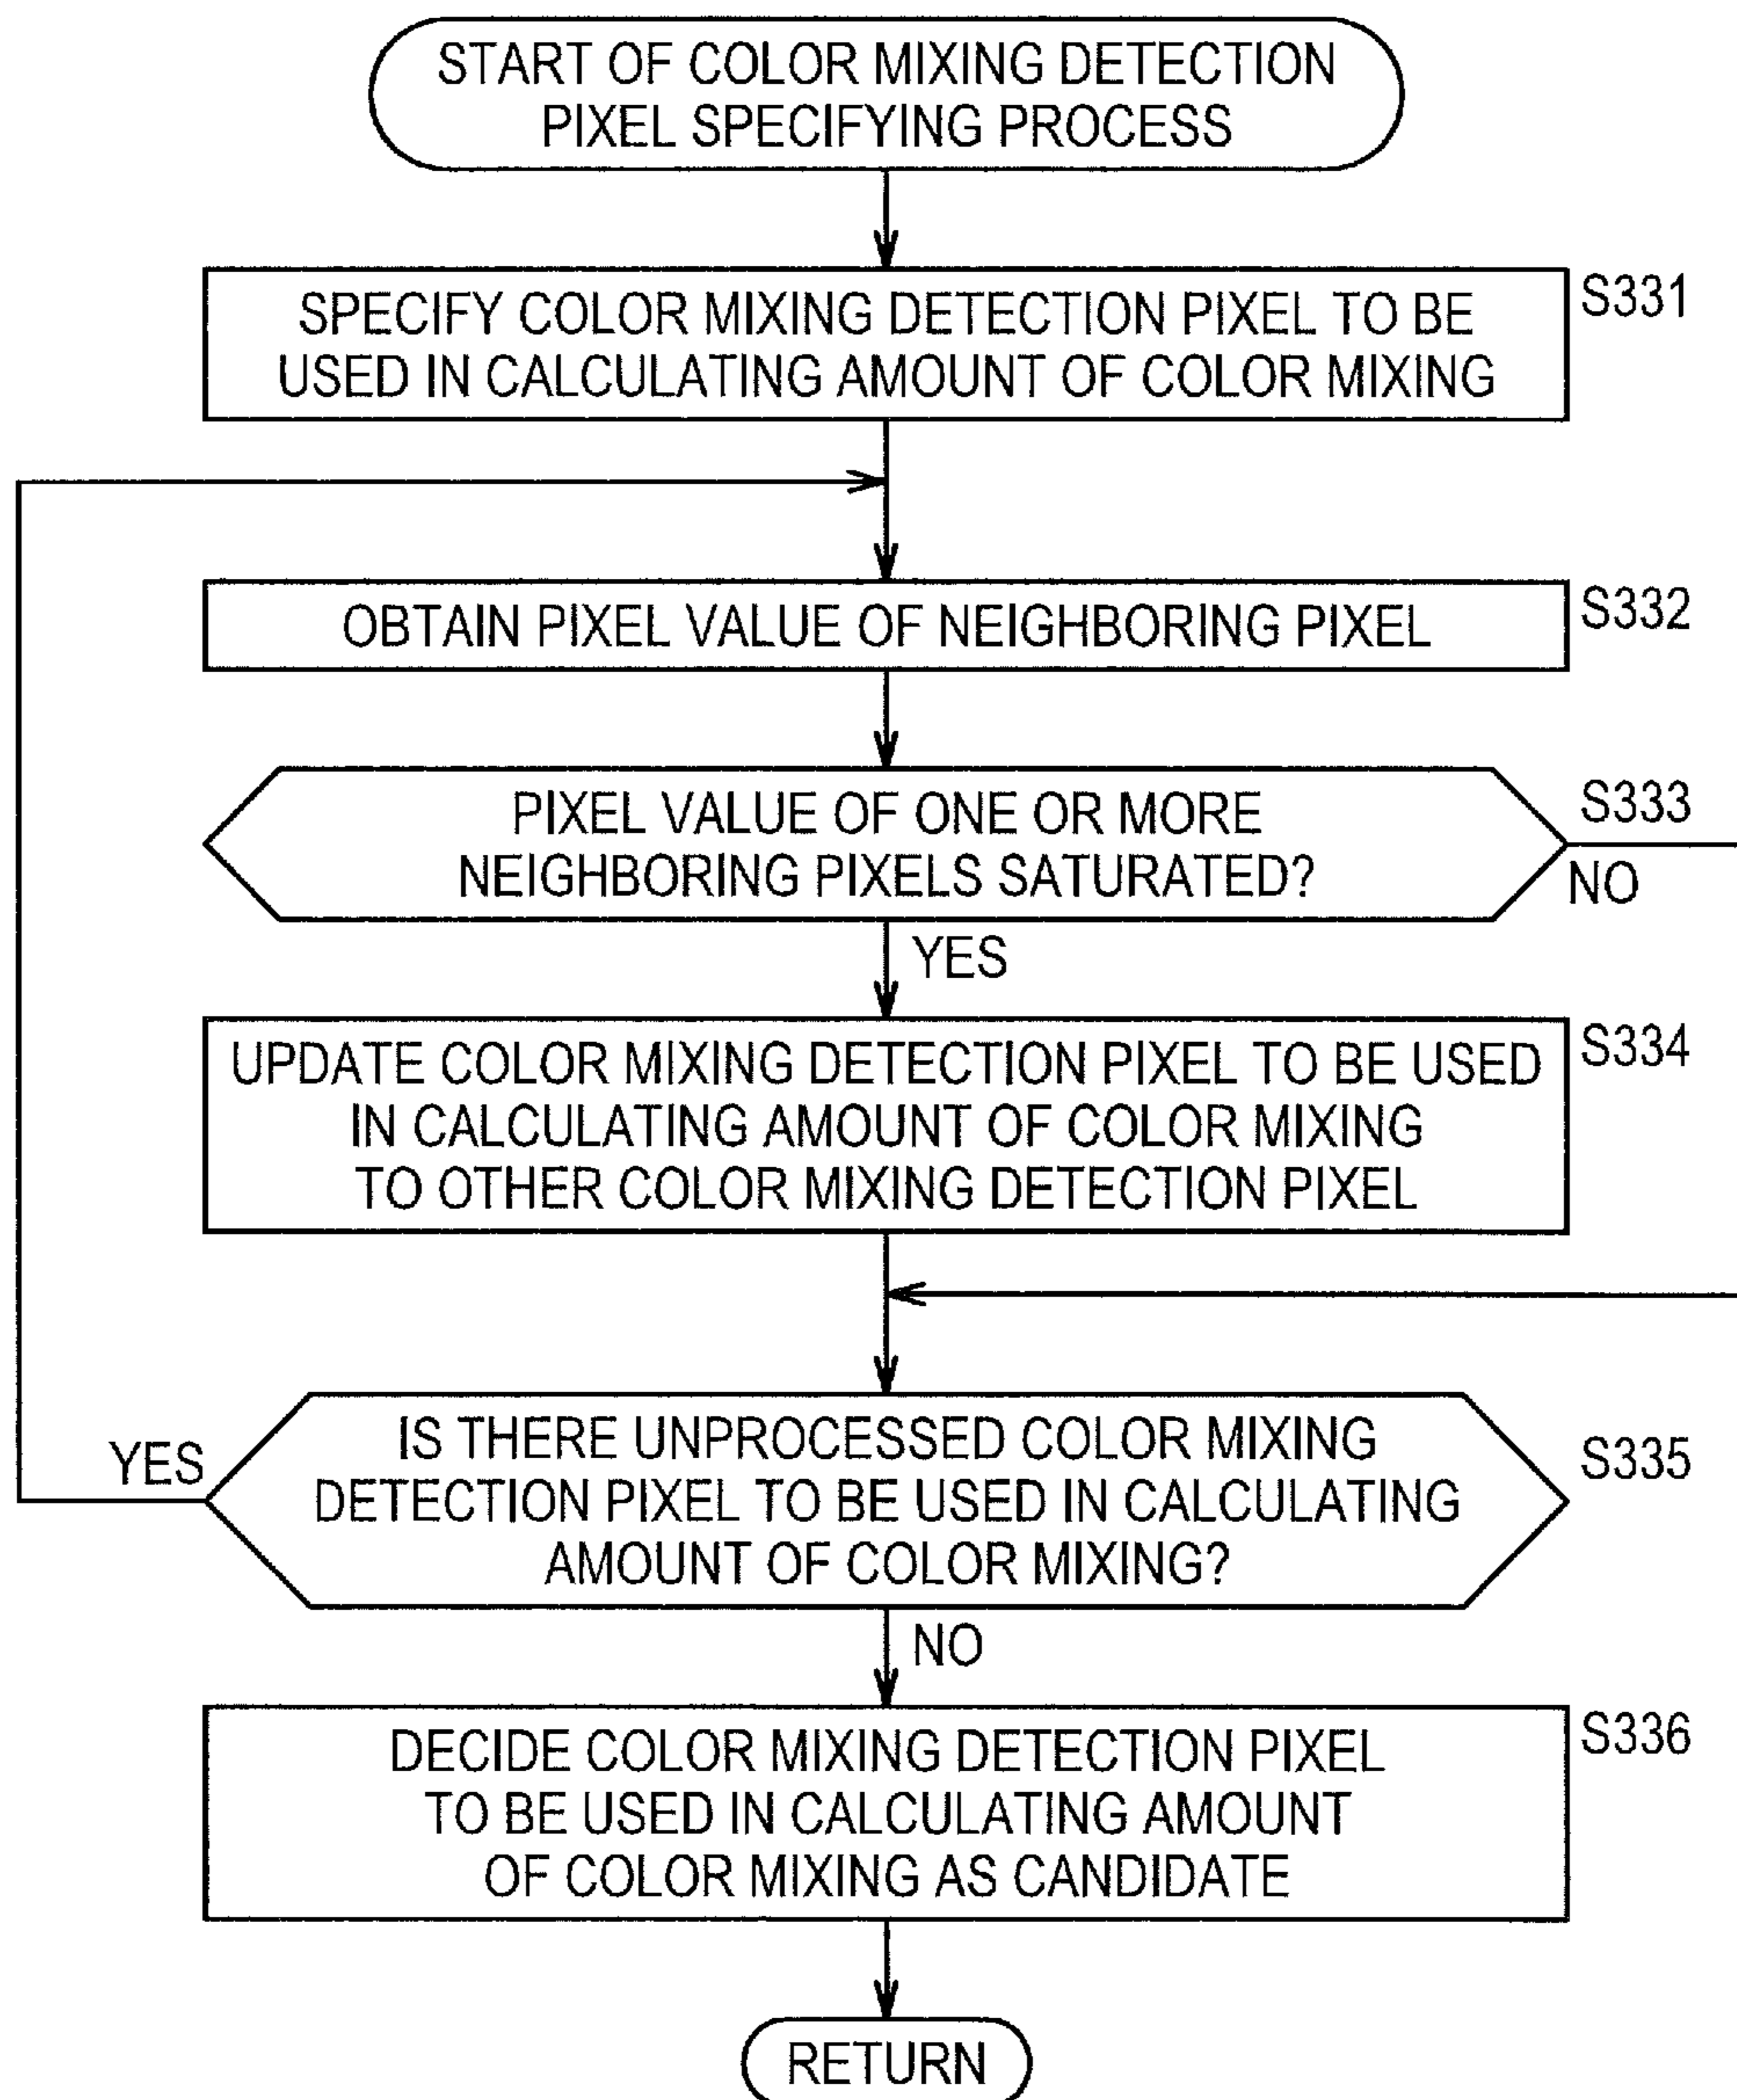 START OF COLOR MIXING DETECTION
PIXEL SPECIFYING PROCESS
SPECIFY COLOR MIXING DETECTION PIXEL TO BE
USED IN CALCULATING AMOUNT OF COLOR MIXING
S331
OBTAIN PIXEL VALUE OF NEIGHBORING PIXEL
S332
PIXEL VALUE OF ONE OR MORE
NEIGHBORING PIXELS SATURATED?
S333
NO
YES
UPDATE COLOR MIXING DETECTION PIXEL TO BE USED
IN CALCULATING AMOUNT OF COLOR MIXING
TO OTHER COLOR MIXING DETECTION PIXEL
S334
YES
IS THERE UNPROCESSED COLOR MIXING
DETECTION PIXEL TO BE USED IN CALCULATING
AMOUNT OF COLOR MIXING?
S335
NO
DECIDE COLOR MIXING DETECTION PIXEL
TO BE USED IN CALCULATING AMOUNT
OF COLOR MIXING AS CANDIDATE
S336
RETURN